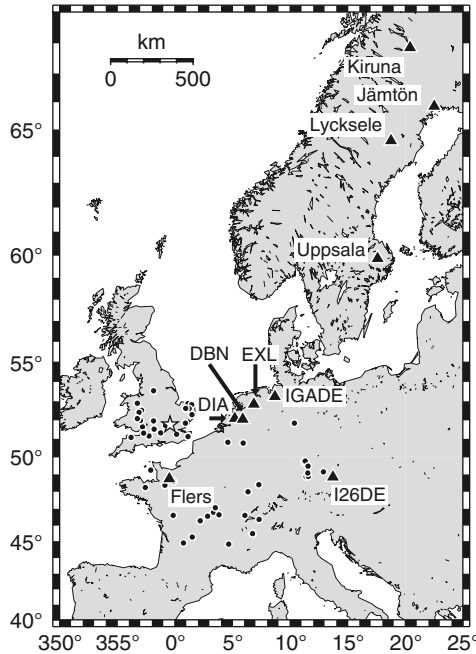 km
0 500
Kiruna
Jämtön
Lycksele
65°
Uppsala
60°
55°
DBN EXL
DIA
IGADE
50°
Flers
I26DE
45°
40°
350° 355° 0° 5° 10° 15° 20° 25°